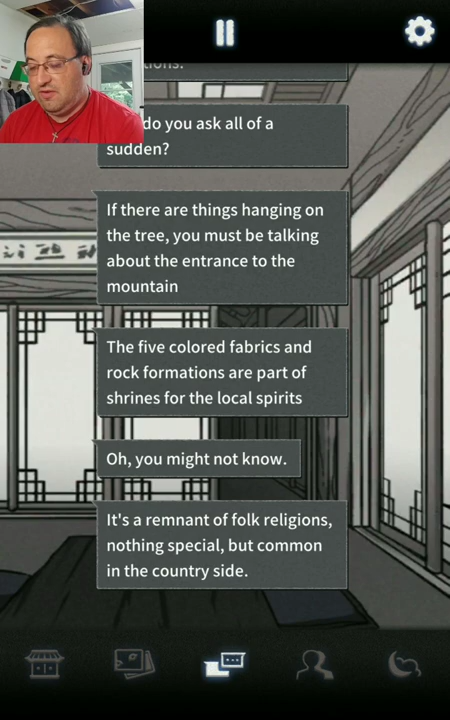 do you ask all of a
sudden?
If there are things hanging on
the tree, you must be talking
about the entrance to the
mountain
The five colored fabrics and
rock formations are part of
shrines for the local spirits
Oh, you might not know.
It's a remnant of folk religions,
nothing special, but common
in the country side.